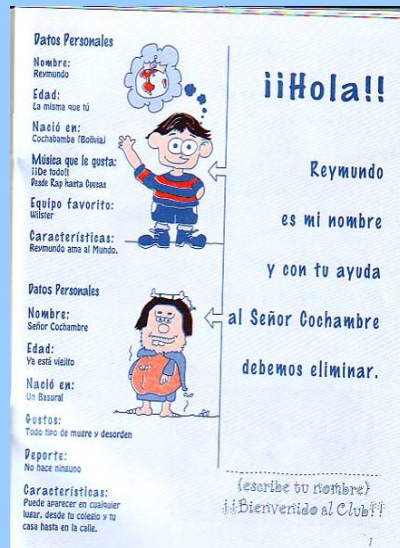 Datos Personales
Nombre:
Reymundo
Edad:
La misma que tú
Nació en:
Cochabamba (Bolivia)
Música que le gusta:
¡¡De todo!!
Desde Rap hasta Cuecas
Equipo favorito:
Wilster
Características:
Reymundo ama al Mundo.
Datos Personales
Nombre:
Señor Cochambre
Edad:
Ya está viejito
Nació en:
Un Basural
Gustos:
Todo tipo de mugre y desorden
Deporte:
No hace ninguno
Características:
Puede aparecer en cualquier
lugar, desde tu colegio y tu
casa hasta en la calle.
¡¡Hola!!
Reymundo
es mi nombre
y con tu ayuda
al Señor Cochambre
debemos eliminar.
(escribe tu nombre)
¡¡Bienvenido al Club!!
1